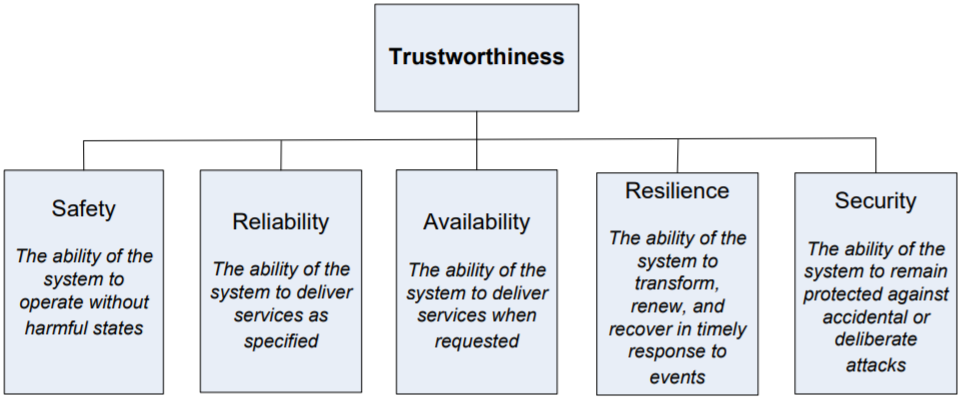 Trustworthiness
Safety
The ability of the
system to
operate without
harmful states
Reliability
The ability of the
system to deliver
services as
specified
Availability
The ability of the
system to deliver
services when
requested
Resilience
The ability of the
system to
transform,
renew, and
recover in timely
response to
events
Security
The ability of the
system to remain
protected against
accidental or
deliberate
attacks